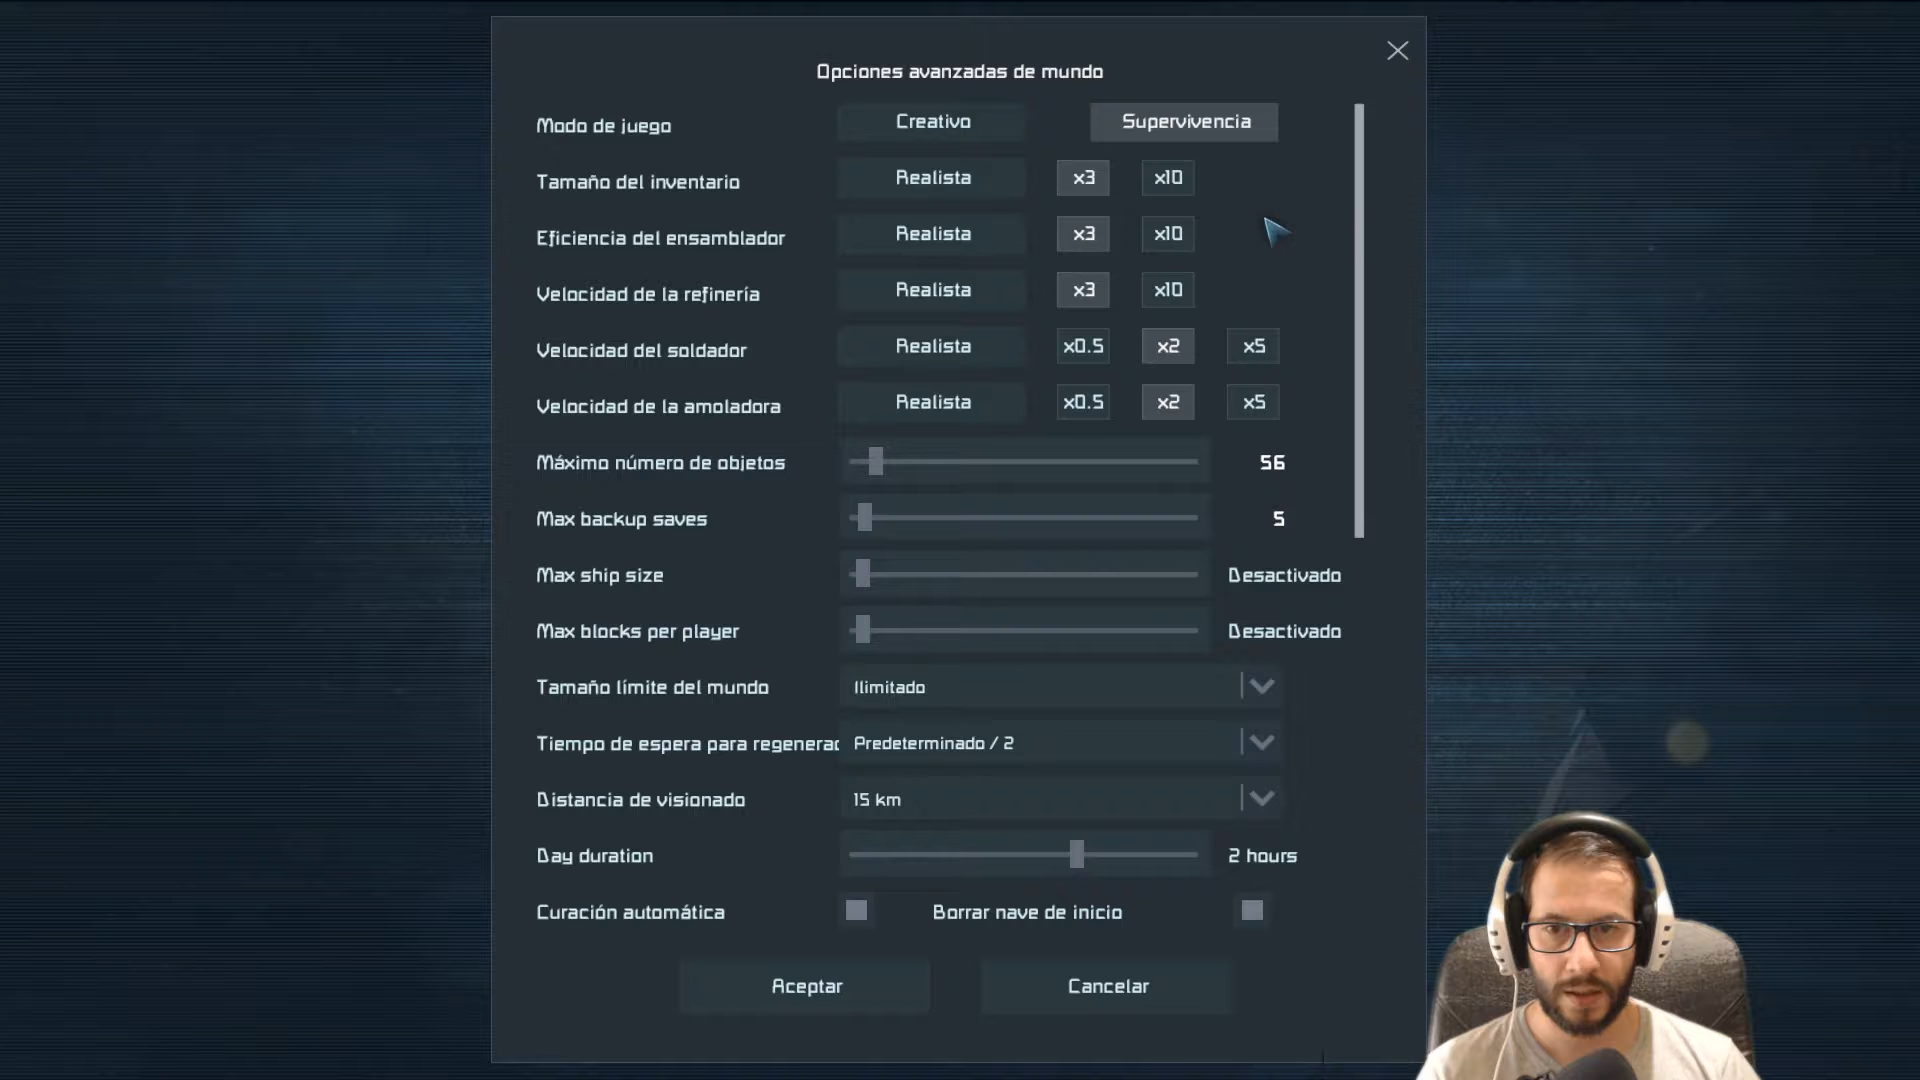 Opciones avanzadas de mundo
Modo de juego Creativo Supervivencia
Tamaño del inventario Realista x3 x10
Eficiencia del ensamblador Realista x3 x10
Velocidad de la refinería Realista x3 x10
Velocidad del soldador Realista x0.5 x2 x5
Velocidad de la amoladora Realista x0.5 x2 x5
Máximo número de objetos 56
Max backup saves 5
Max ship size Desactivado
Max blocks per player Desactivado
Tamaño límite del mundo Ilimitado
Tiempo de espera para regenerac Predeterminado / 2
Distancia de visionado 15 km
Day duration 2 hours
Curación automática Borrar nave de inicio
Aceptar Cancelar